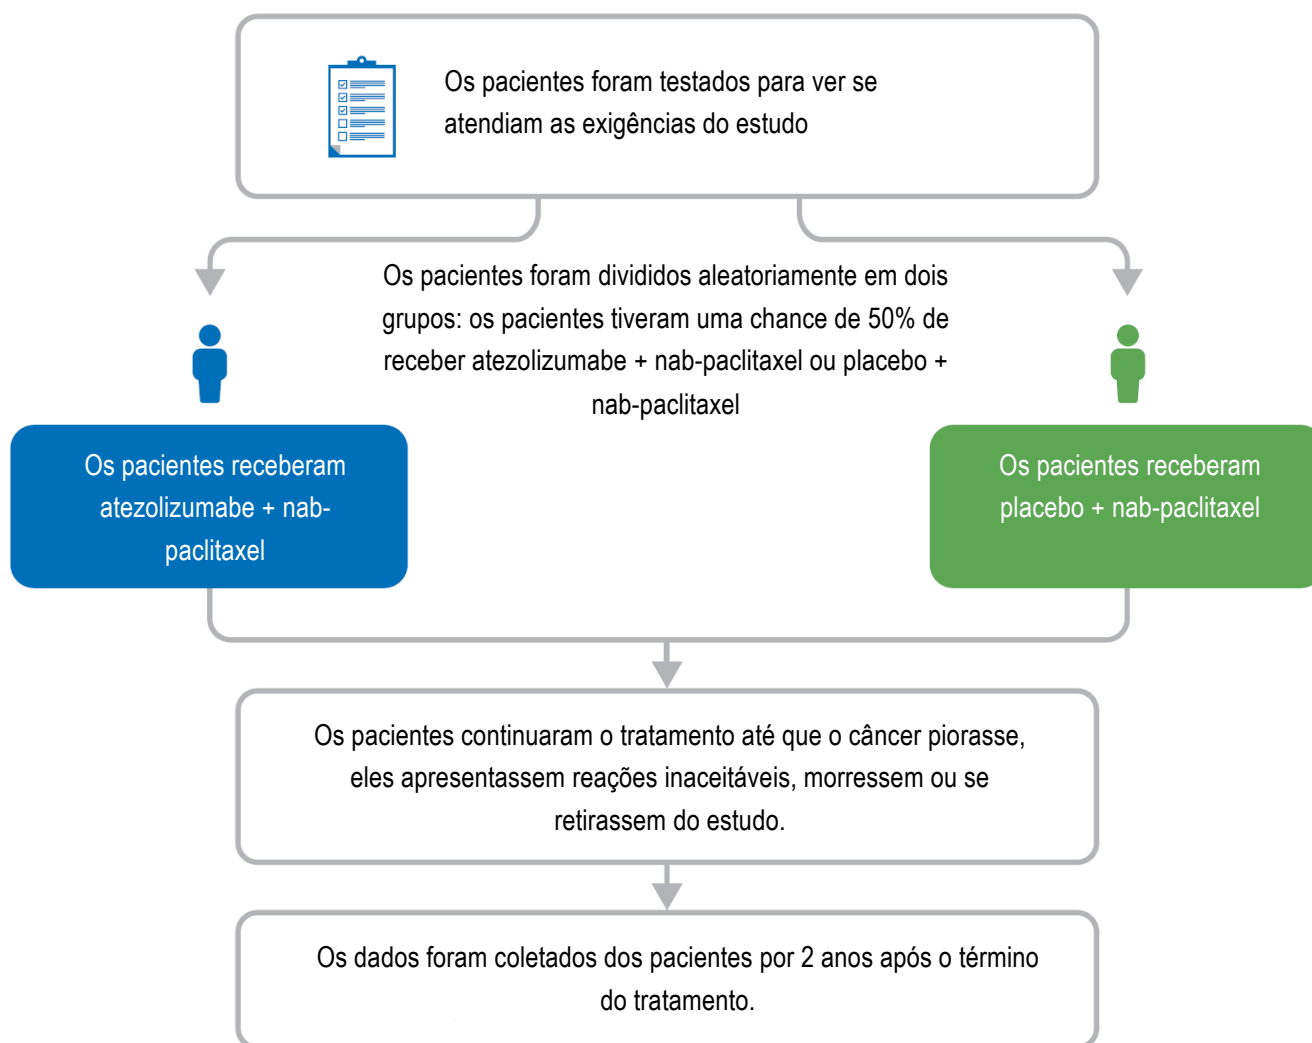 Os pacientes foram testados para ver se
atendiam as exigências do estudo
Os pacientes foram divididos aleatoriamente em dois
grupos: os pacientes tiveram uma chance de 50% de
receber atezolizumabe + nab-paclitaxel ou placebo +
nab-paclitaxel
Os pacientes receberam
atezolizumabe + nab-
paclitaxel
Os pacientes receberam
placebo + nab-paclitaxel
Os pacientes continuaram o tratamento até que o câncer piorasse,
eles apresentassem reações inaceitáveis, morressem ou se
retirassem do estudo.
Os dados foram coletados dos pacientes por 2 anos após o término
do tratamento.